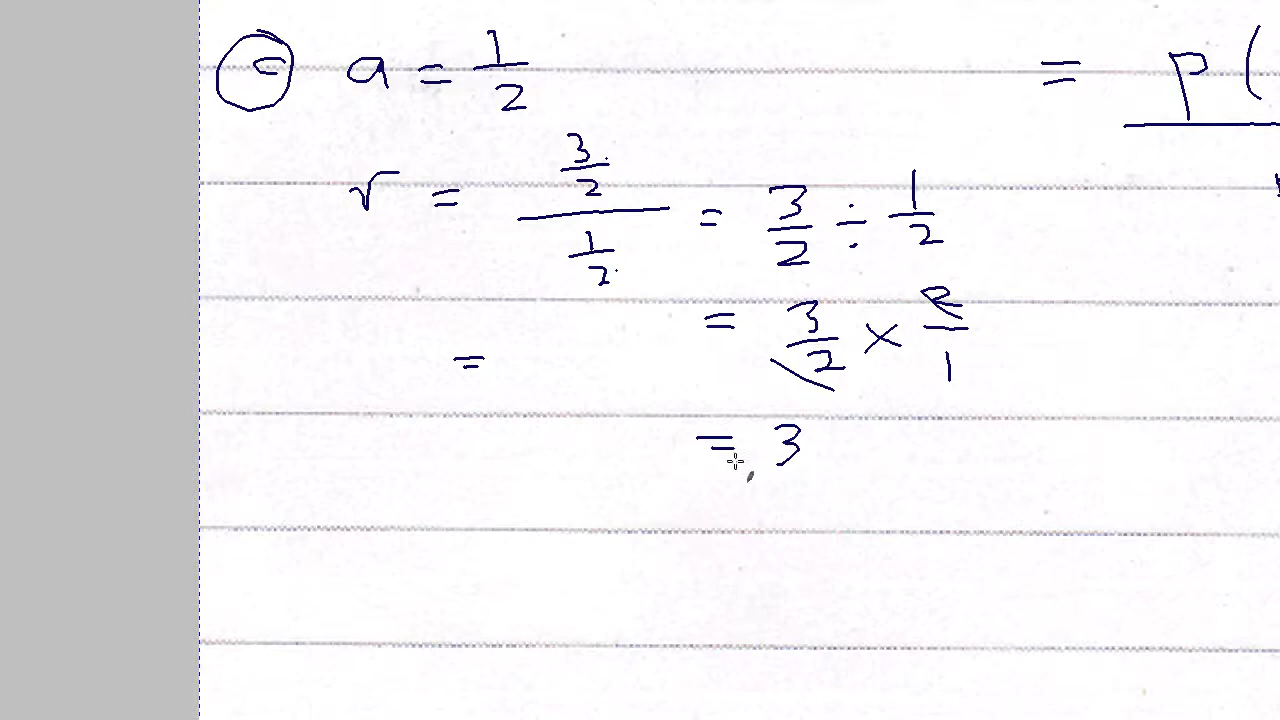 c a = 1/2
= P (
r = (3/2)/(1/2) = 3/2 ÷ 1/2
= 3/2 × 2/1
=
= 3